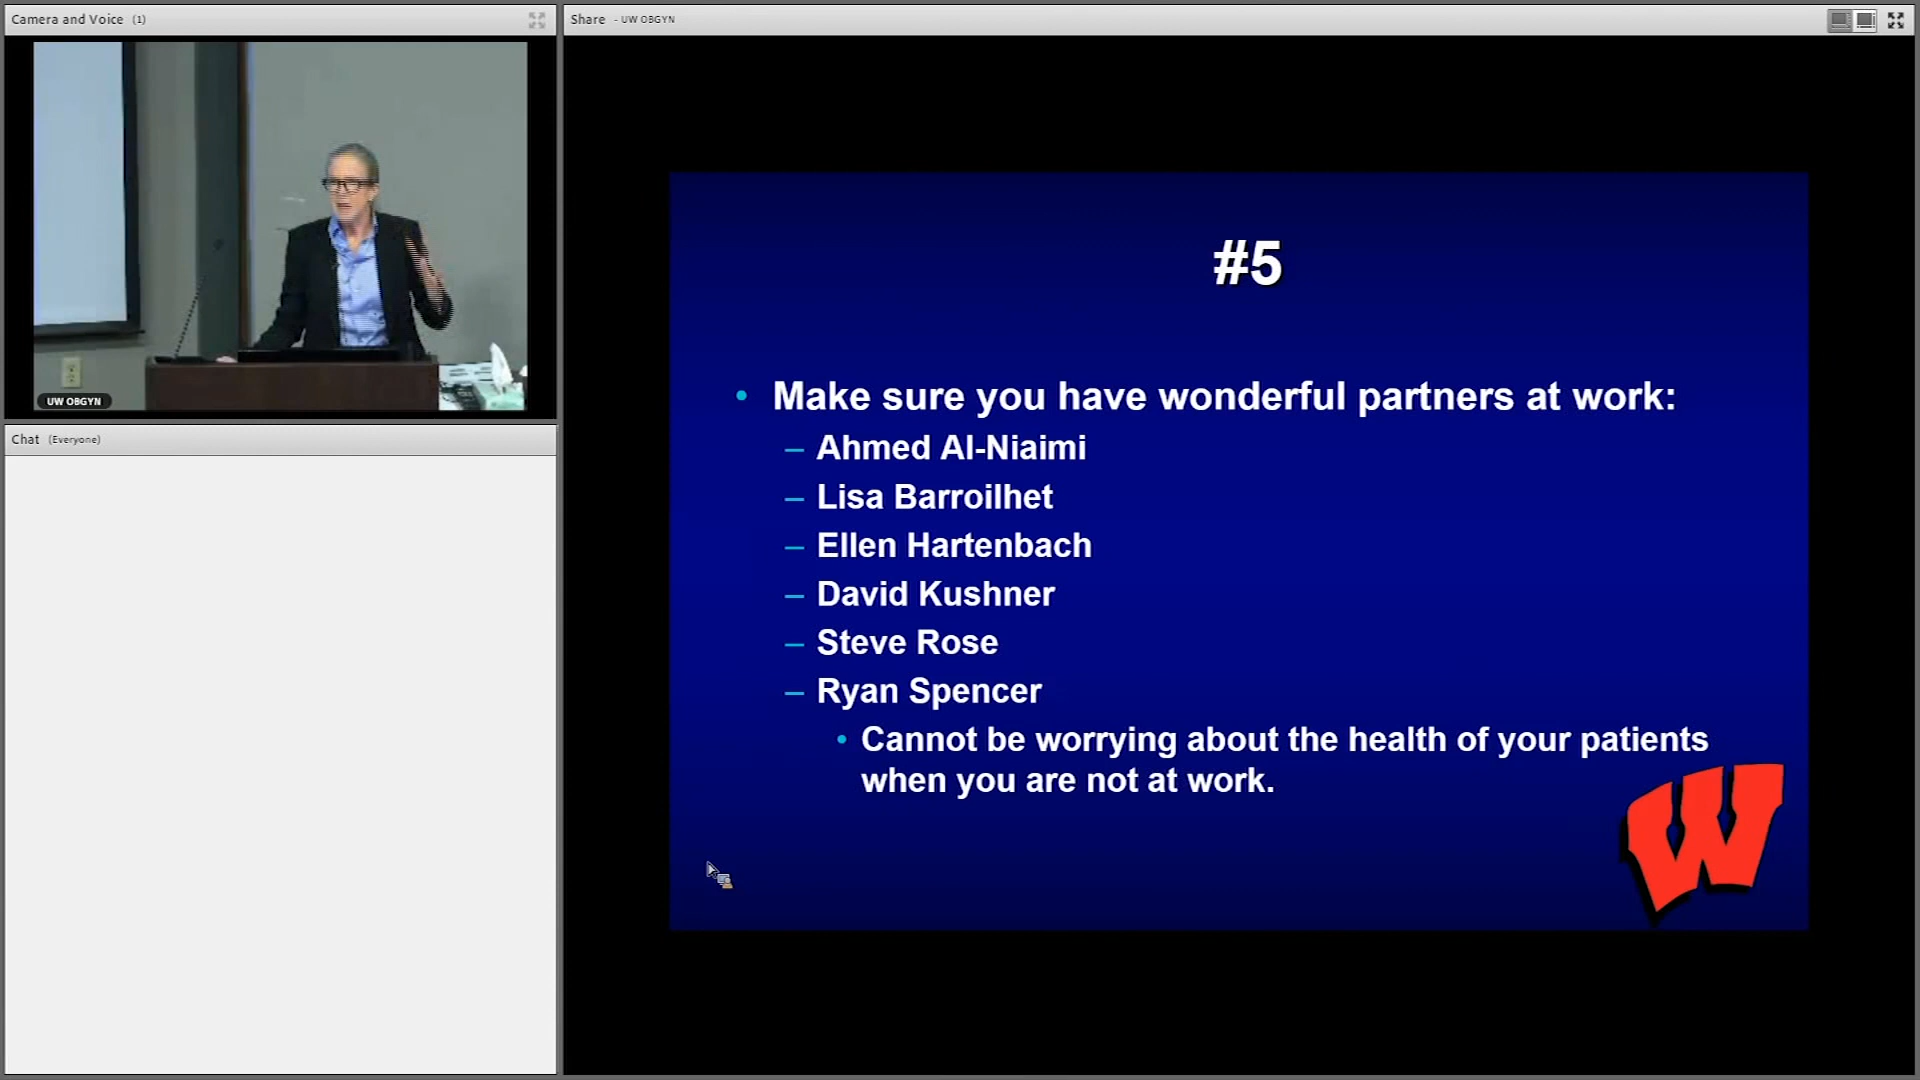 Camera and Voice (1)
UW OBGYN
Chat (Everyone)
Share - UW OBGYN
#5
• Make sure you have wonderful partners at work:
– Ahmed Al-Niaimi
– Lisa Barroilhet
– Ellen Hartenbach
– David Kushner
– Steve Rose
– Ryan Spencer
• Cannot be worrying about the health of your patients
when you are not at work.
W